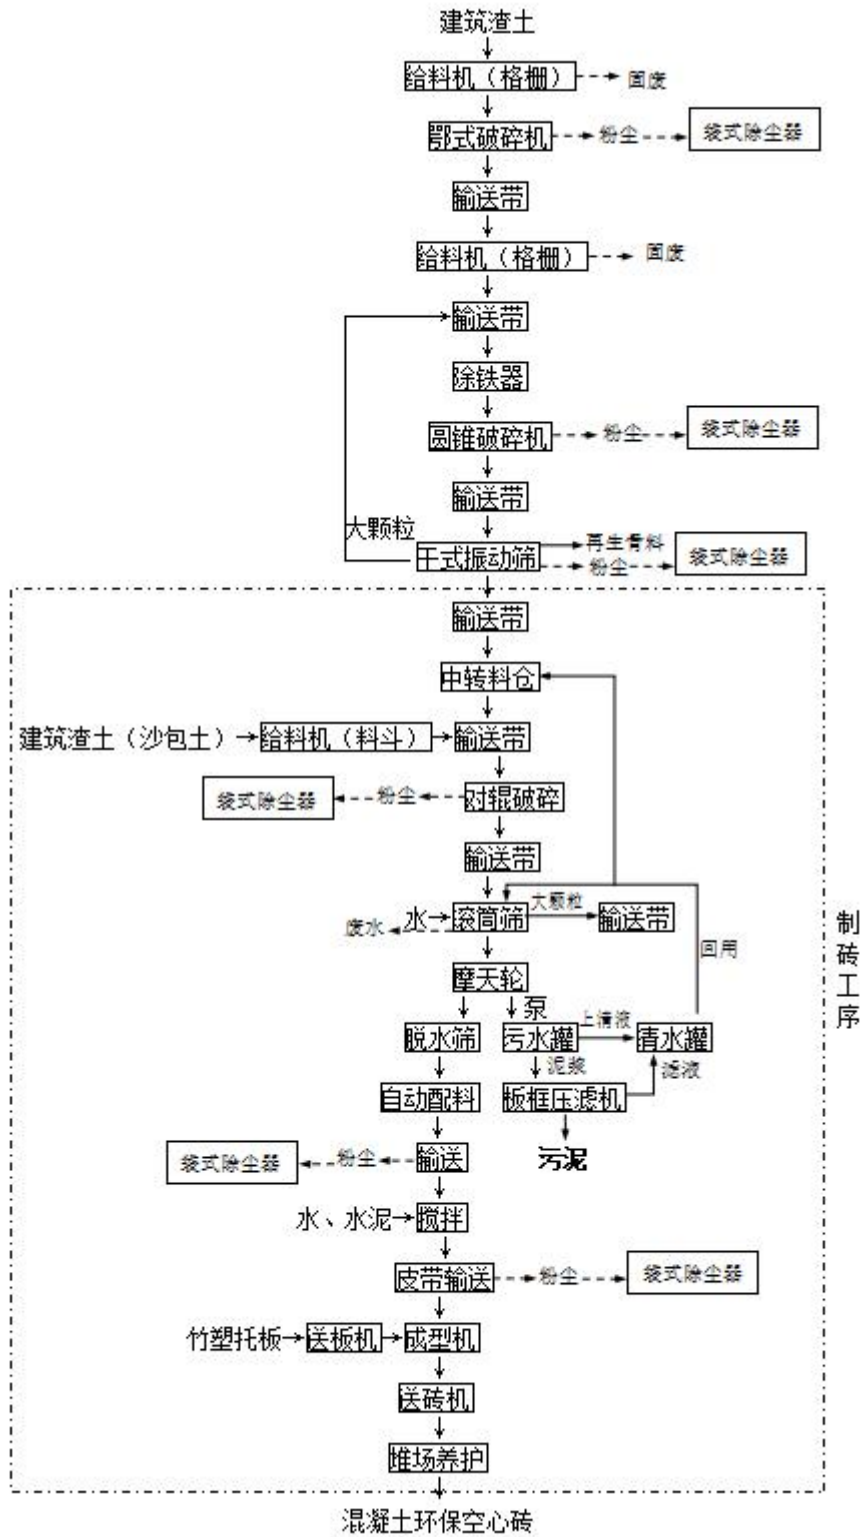 建筑渣土
给料机（格栅）
固废
鄂式破碎机
粉尘
袋式除尘器
输送带
给料机（格栅）
固废
输送带
除铁器
圆锥破碎机
粉尘
袋式除尘器
输送带
大颗粒
干式振动筛
再生骨料
粉尘
袋式除尘器
输送带
中转料仓
建筑渣土（沙包土）
给料机（料斗）
输送带
袋式除尘器
粉尘
对辊破碎
输送带
废水
水
滚筒筛
大颗粒
输送带
回用
制砖工序
摩天轮
泵
脱水筛
污水罐
上清液
清水罐
泥浆
滤液
自动配料
板框压滤机
袋式除尘器
粉尘
输送
污泥
水、水泥
搅拌
皮带输送
粉尘
袋式除尘器
竹塑托板
送板机
成型机
送砖机
堆场养护
混凝土环保空心砖